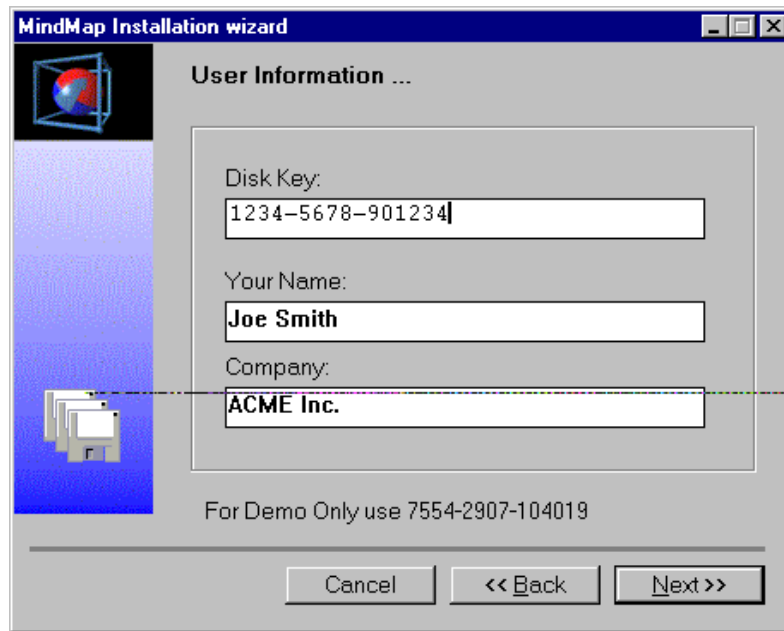 MindMap Installation wizard
User Information ...
Disk Key:
1234-5678-901234
Your Name:
Joe Smith
Company:
ACME Inc.
For Demo Only use 7554-2907-104019
Cancel
<< Back
Next >>